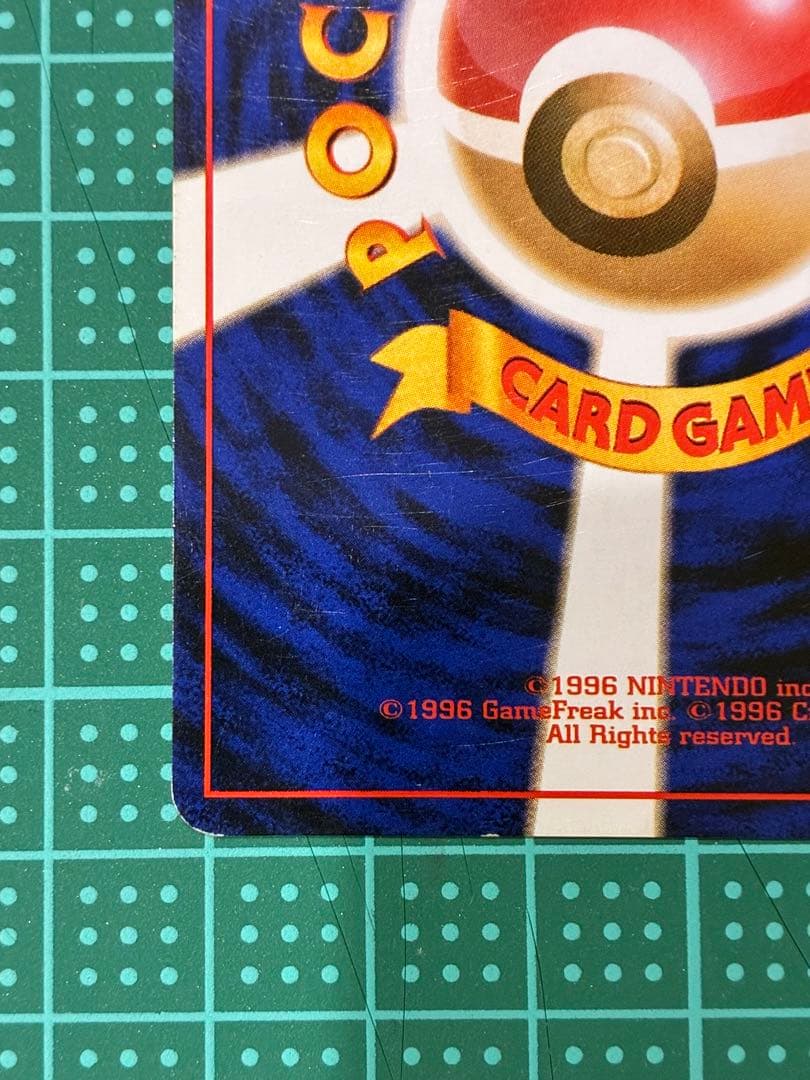 POC
CARD GAM
©1996 NINTENDO inc
©1996 GameFreak inc. ©1996 C
All Rights reserved.